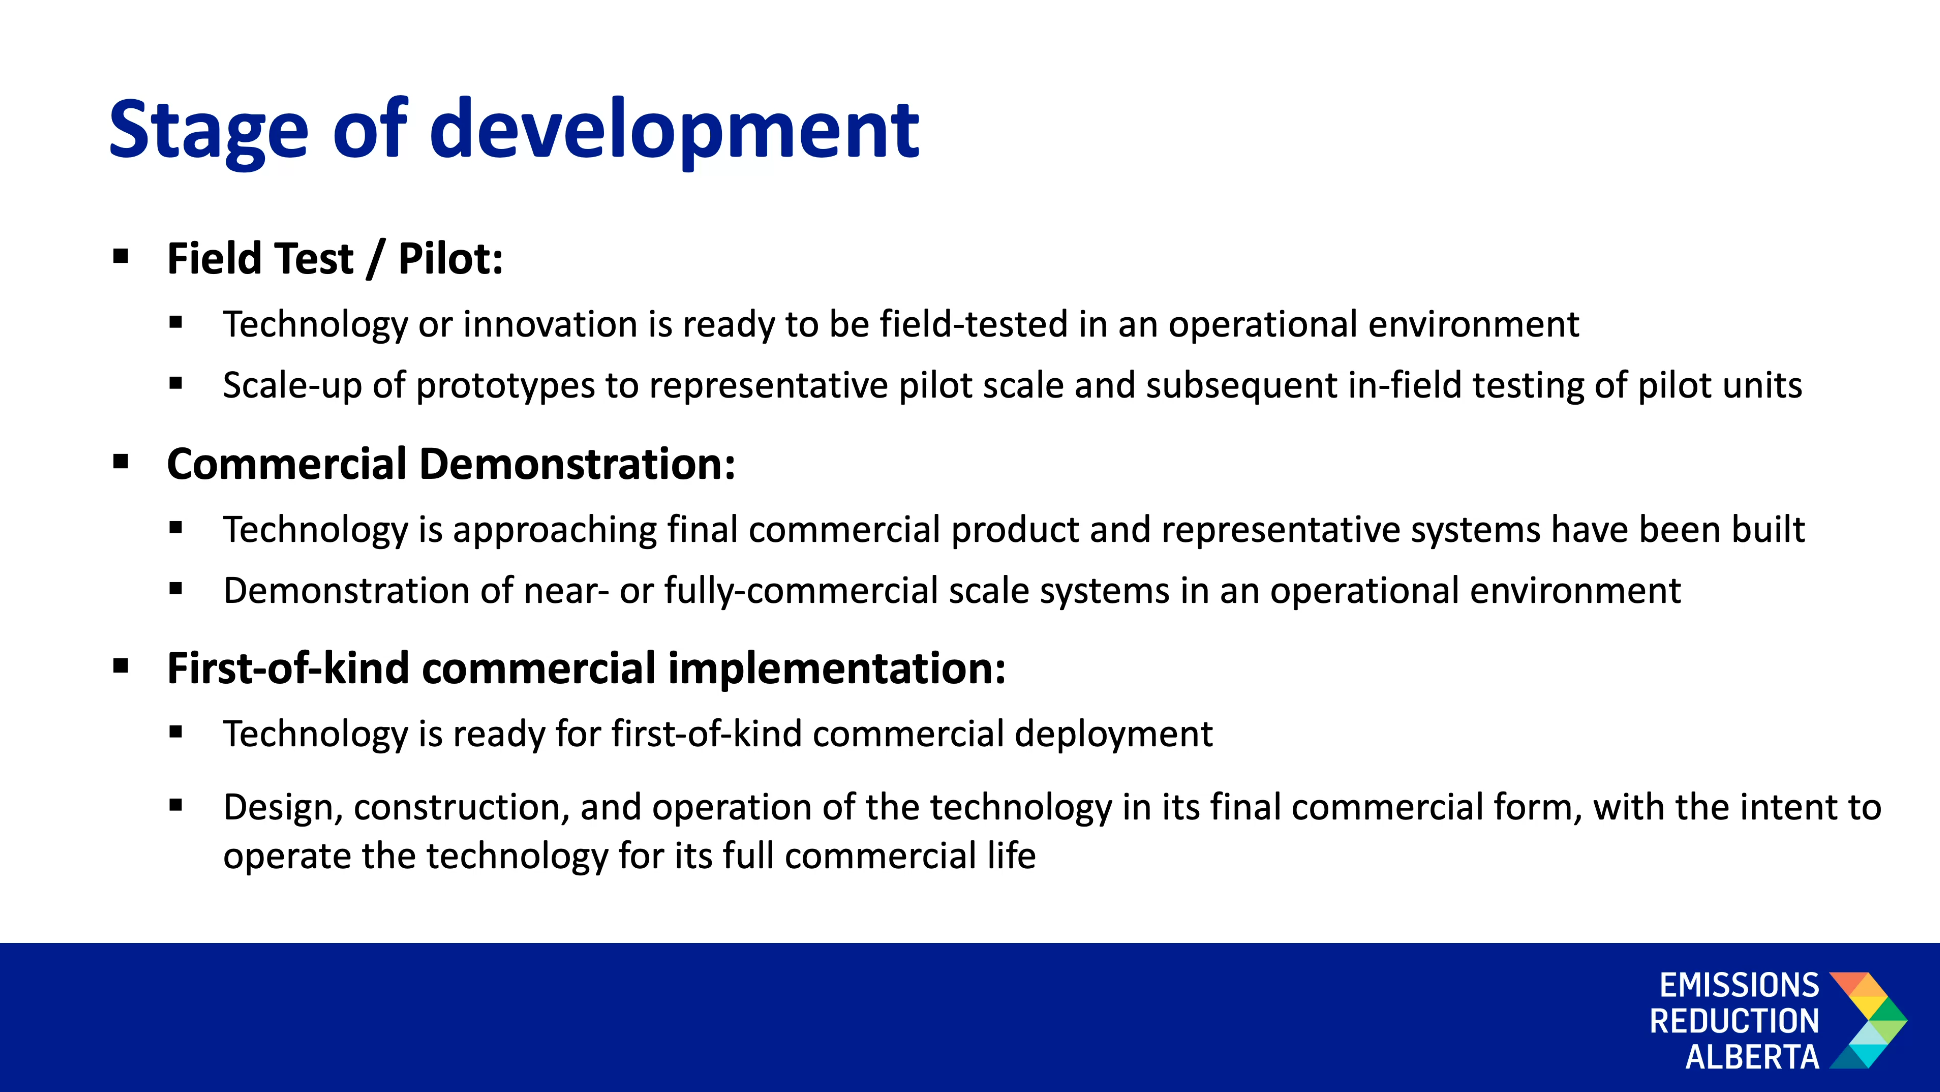 Stage of development
▪ Field Test / Pilot:
▪ Technology or innovation is ready to be field-tested in an operational environment
▪ Scale-up of prototypes to representative pilot scale and subsequent in-field testing of pilot units
▪ Commercial Demonstration:
▪ Technology is approaching final commercial product and representative systems have been built
▪ Demonstration of near- or fully-commercial scale systems in an operational environment
▪ First-of-kind commercial implementation:
▪ Technology is ready for first-of-kind commercial deployment
▪ Design, construction, and operation of the technology in its final commercial form, with the intent to
operate the technology for its full commercial life
EMISSIONS
REDUCTION
ALBERTA